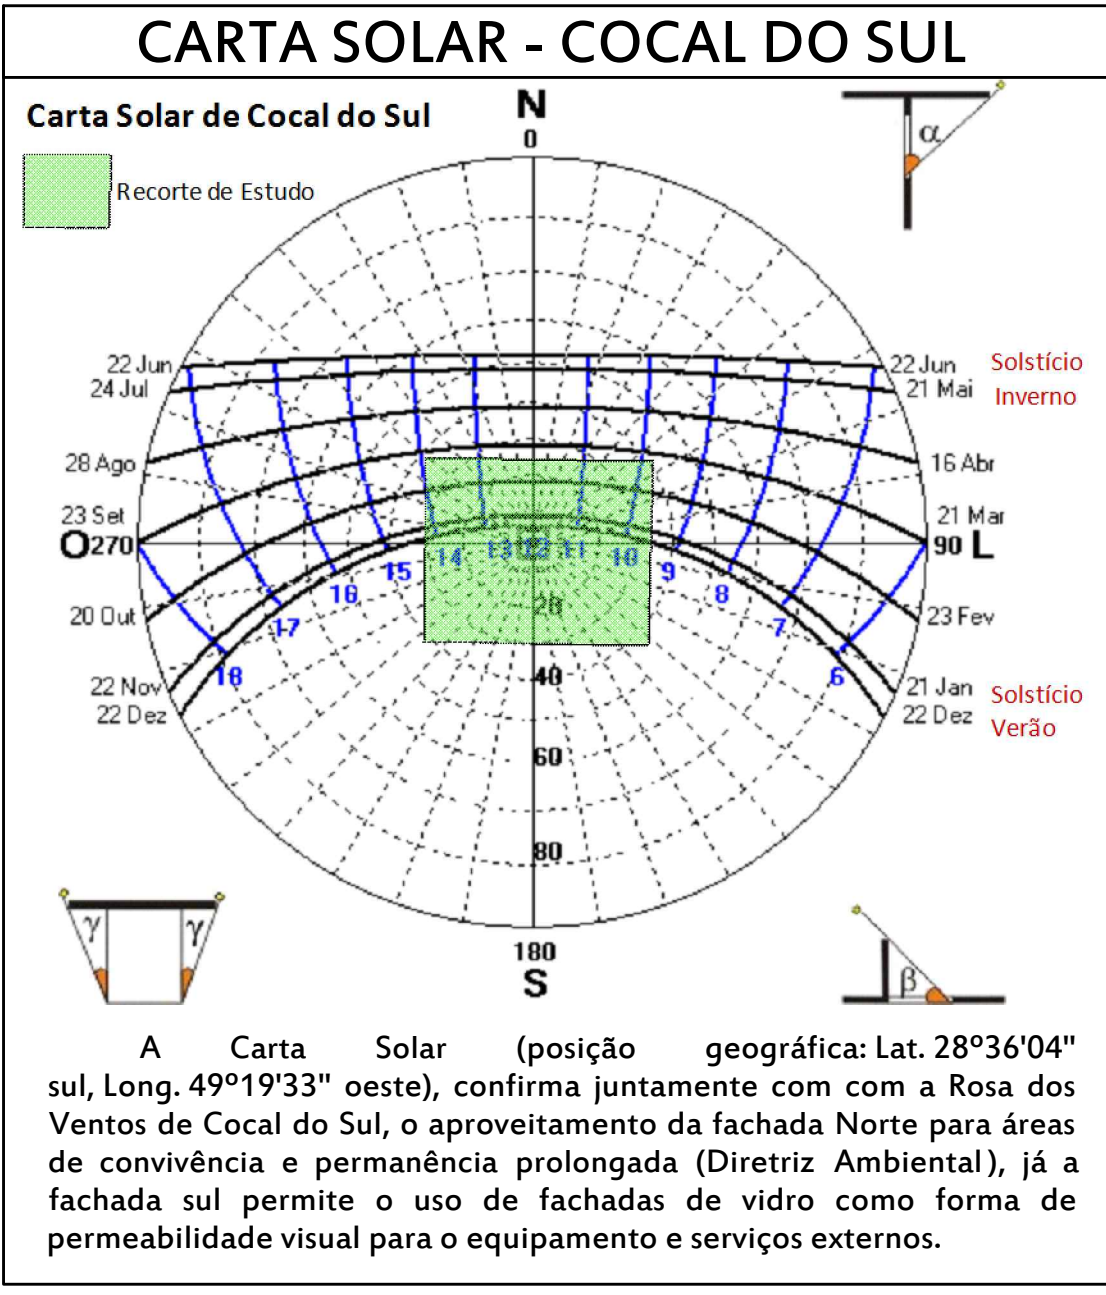 CARTA SOLAR - COCAL DO SUL
Carta Solar de Cocal do Sul
Recorte de Estudo
N
0
α
22 Jun
22 Jun
Solstício
24 Jul
21 Mai
Inverno
28 Ago
16 Abr
23 Set
21 Mar
O 270
90 L
14
13
12
11
10
15
9
16
8
20
20 Out
17
7
23 Fev
18
40
6
22 Nov
21 Jan
Solstício
22 Dez
22 Dez
Verão
60
80
γ
γ
180
S
β
A Carta Solar (posição geográfica: Lat. 28º36'04"
sul, Long. 49º19'33" oeste), confirma juntamente com com a Rosa dos
Ventos de Cocal do Sul, o aproveitamento da fachada Norte para áreas
de convivência e permanência prolongada (Diretriz Ambiental), já a
fachada sul permite o uso de fachadas de vidro como forma de
permeabilidade visual para o equipamento e serviços externos.